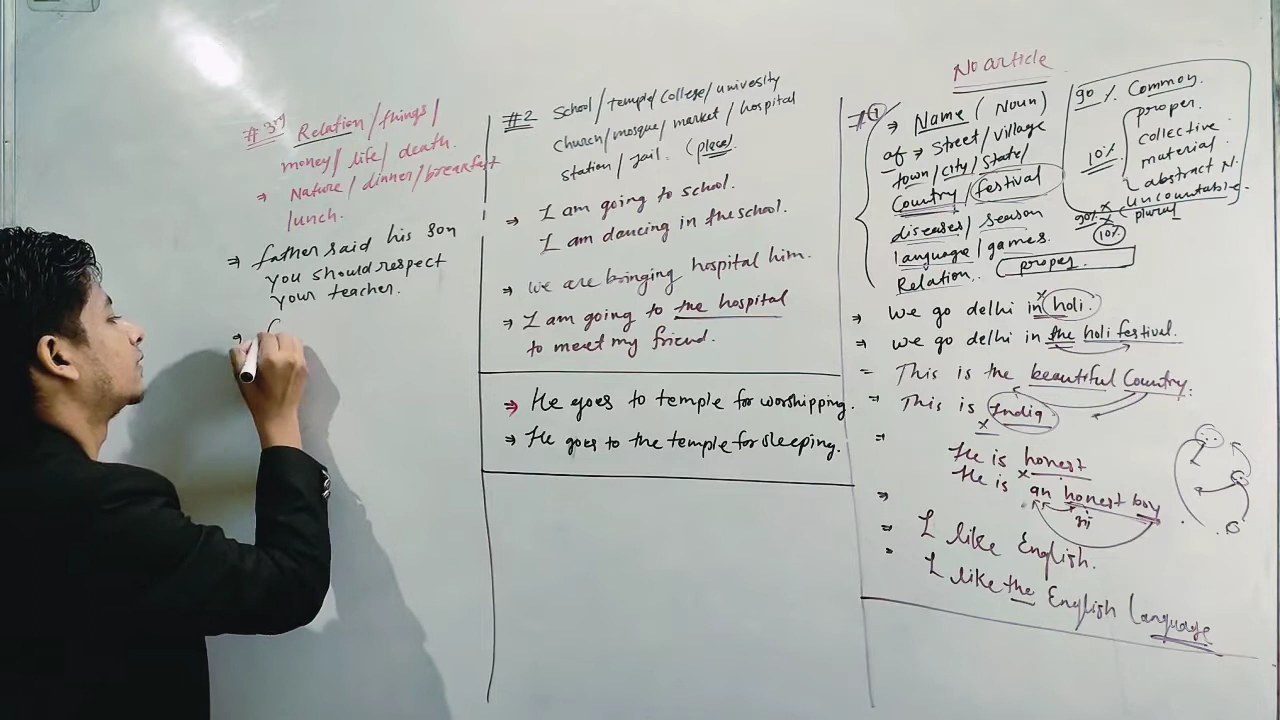 No article
#1 ⇒ Name (Noun)
of ⇒ street/village
town/city/state/
Country/festival
diseases/season
language/games.
Relation. (proper)
90% Common.
proper.
collective.
10% material.
abstract N.
90% × (uncountable.
plural
10%
⇒ we go delhi in holi.
⇒ we go delhi in the holi festival.
= This is the beautiful Country.
⇒ This is India
He is honest
He is an honest boy
⇒ I like English.
⇒ I like the English language
#2 School/temple/college/univesity
church/mosque/market/hospital
station/jail. (place)
⇒ I am going to school.
I am dancing in the school.
⇒ we are bringing hospital him.
⇒ I am going to the hospital
to meet my friend.
⇒ He goes to temple for worshipping.
⇒ He goes to the temple for sleeping.
#3rd Relation/things/
money/life/death.
⇒ Nature/dinner/breakfast
lunch.
⇒ father said his son
you should respect
your teacher.
⇒